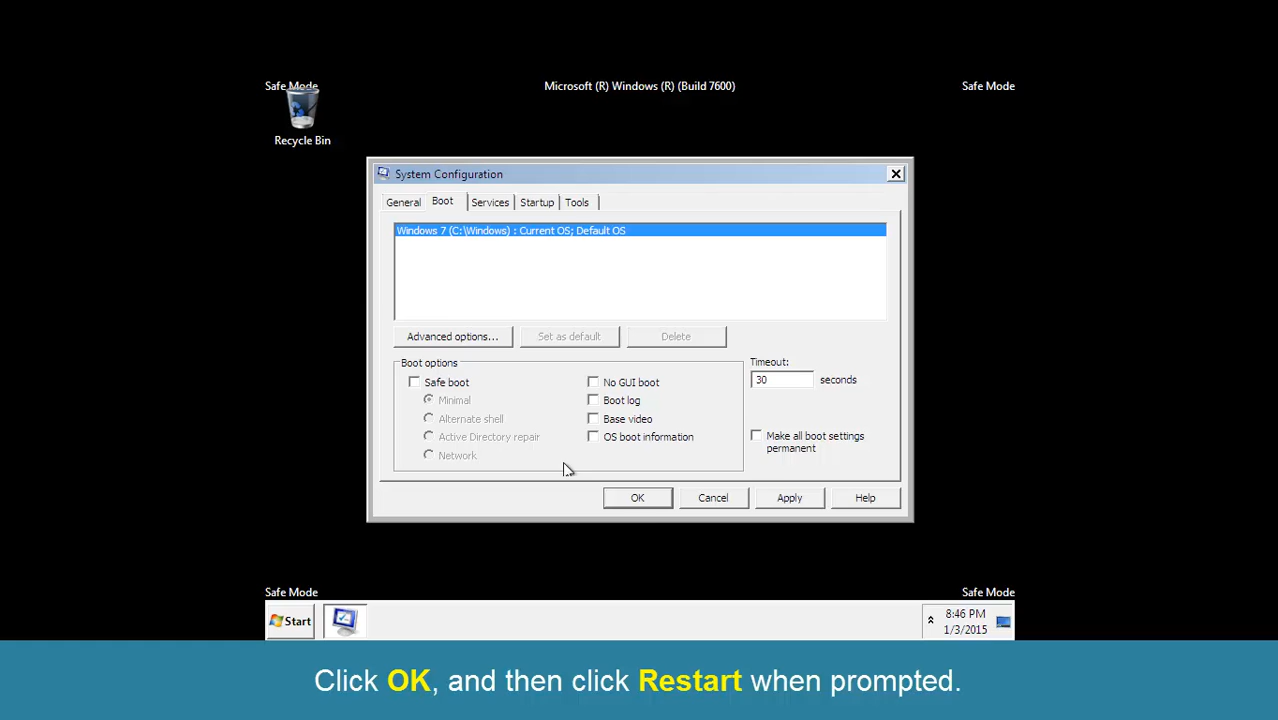 Safe Mode
Microsoft (R) Windows (R) (Build 7600)
Safe Mode
Recycle Bin
System Configuration
General
Boot
Services
Startup
Tools
Windows 7 (C:\Windows) : Current OS; Default OS
Advanced options...
Set as default
Delete
Boot options
Timeout:
Safe boot
No GUI boot
30
seconds
Minimal
Boot log
Alternate shell
Base video
Active Directory repair
OS boot information
Make all boot settings
permanent
Network
OK
Cancel
Apply
Help
Safe Mode
Safe Mode
Start
8:46 PM
1/3/2015
Click OK, and then click Restart when prompted.